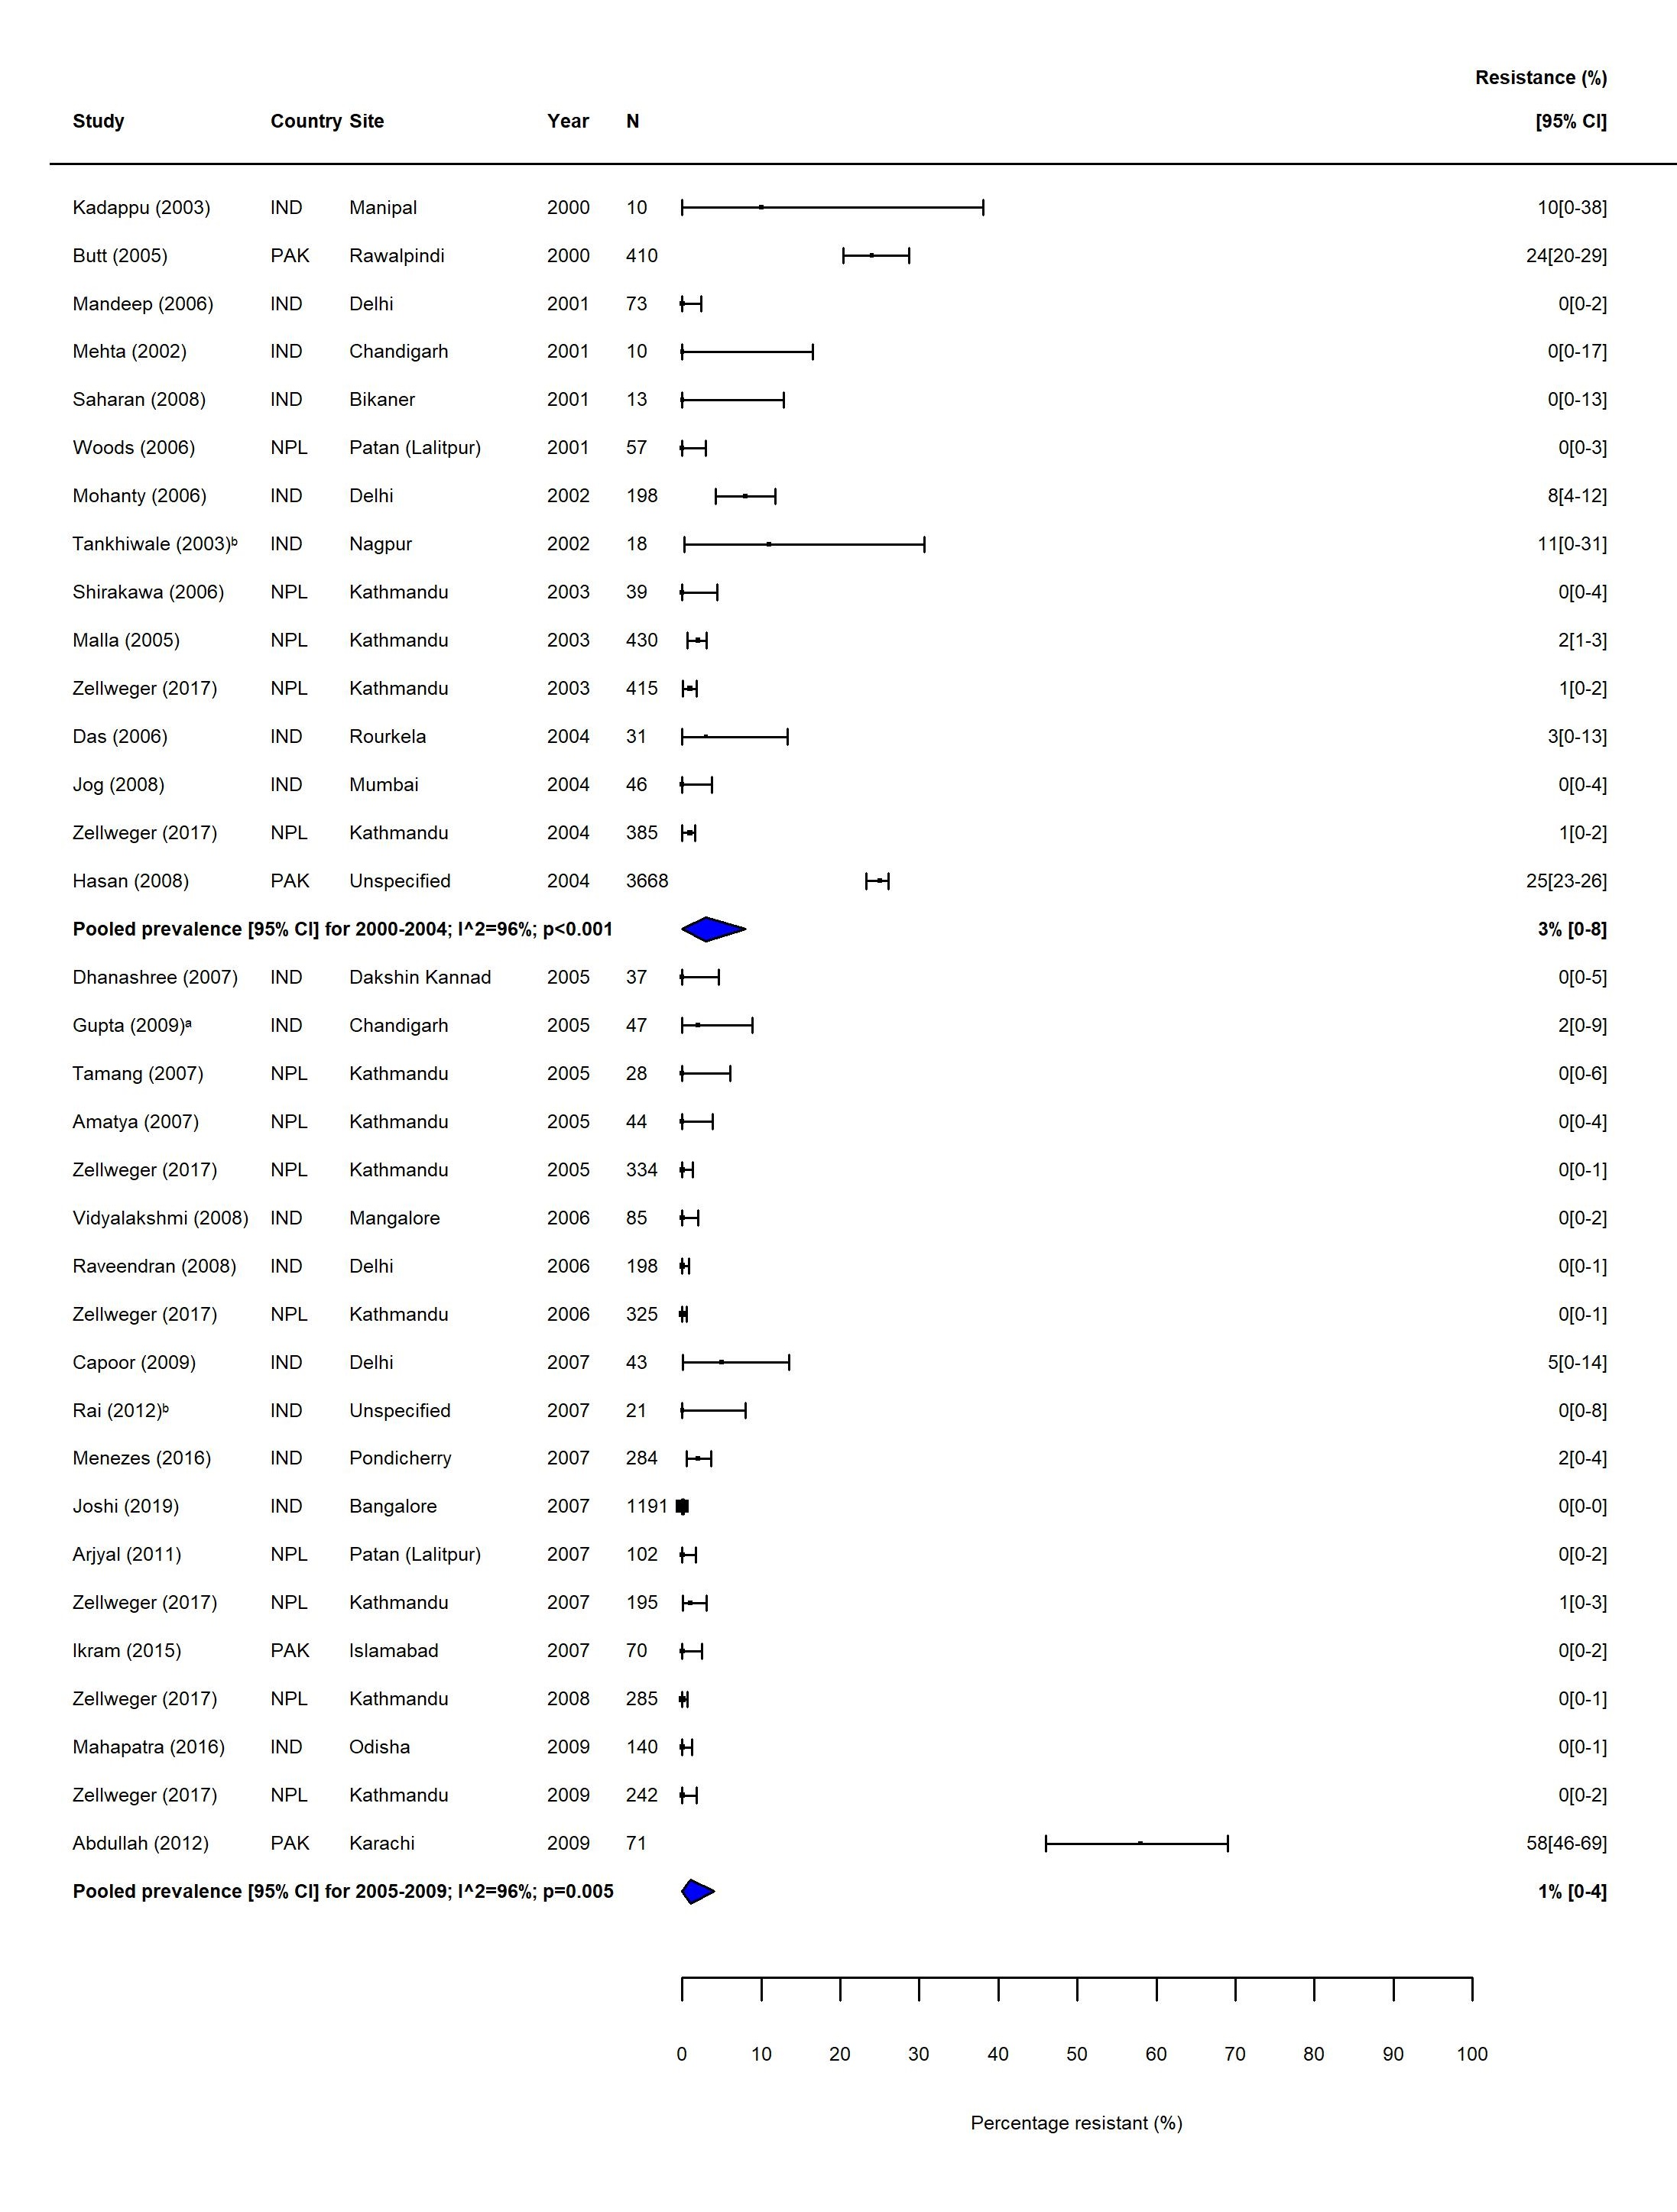 Resistance (%)
Study Country Site Year N [95% CI]
Kadappu (2003) IND Manipal 2000 10 10[0-38]
Butt (2005) PAK Rawalpindi 2000 410 24[20-29]
Mandeep (2006) IND Delhi 2001 73 0[0-2]
Mehta (2002) IND Chandigarh 2001 10 0[0-17]
Saharan (2008) IND Bikaner 2001 13 0[0-13]
Woods (2006) NPL Patan (Lalitpur) 2001 57 0[0-3]
Mohanty (2006) IND Delhi 2002 198 8[4-12]
Tankhiwale (2003)ᵇ IND Nagpur 2002 18 11[0-31]
Shirakawa (2006) NPL Kathmandu 2003 39 0[0-4]
Malla (2005) NPL Kathmandu 2003 430 2[1-3]
Zellweger (2017) NPL Kathmandu 2003 415 1[0-2]
Das (2006) IND Rourkela 2004 31 3[0-13]
Jog (2008) IND Mumbai 2004 46 0[0-4]
Zellweger (2017) NPL Kathmandu 2004 385 1[0-2]
Hasan (2008) PAK Unspecified 2004 3668 25[23-26]
Pooled prevalence [95% CI] for 2000-2004; I^2=96%; p<0.001 3% [0-8]
Dhanashree (2007) IND Dakshin Kannad 2005 37 0[0-5]
Gupta (2009)ᵃ IND Chandigarh 2005 47 2[0-9]
Tamang (2007) NPL Kathmandu 2005 28 0[0-6]
Amatya (2007) NPL Kathmandu 2005 44 0[0-4]
Zellweger (2017) NPL Kathmandu 2005 334 0[0-1]
Vidyalakshmi (2008) IND Mangalore 2006 85 0[0-2]
Raveendran (2008) IND Delhi 2006 198 0[0-1]
Zellweger (2017) NPL Kathmandu 2006 325 0[0-1]
Capoor (2009) IND Delhi 2007 43 5[0-14]
Rai (2012)ᵇ IND Unspecified 2007 21 0[0-8]
Menezes (2016) IND Pondicherry 2007 284 2[0-4]
Joshi (2019) IND Bangalore 2007 1191 0[0-0]
Arjyal (2011) NPL Patan (Lalitpur) 2007 102 0[0-2]
Zellweger (2017) NPL Kathmandu 2007 195 1[0-3]
Ikram (2015) PAK Islamabad 2007 70 0[0-2]
Zellweger (2017) NPL Kathmandu 2008 285 0[0-1]
Mahapatra (2016) IND Odisha 2009 140 0[0-1]
Zellweger (2017) NPL Kathmandu 2009 242 0[0-2]
Abdullah (2012) PAK Karachi 2009 71 58[46-69]
Pooled prevalence [95% CI] for 2005-2009; I^2=96%; p=0.005 1% [0-4]
0 10 20 30 40 50 60 70 80 90 100
Percentage resistant (%)